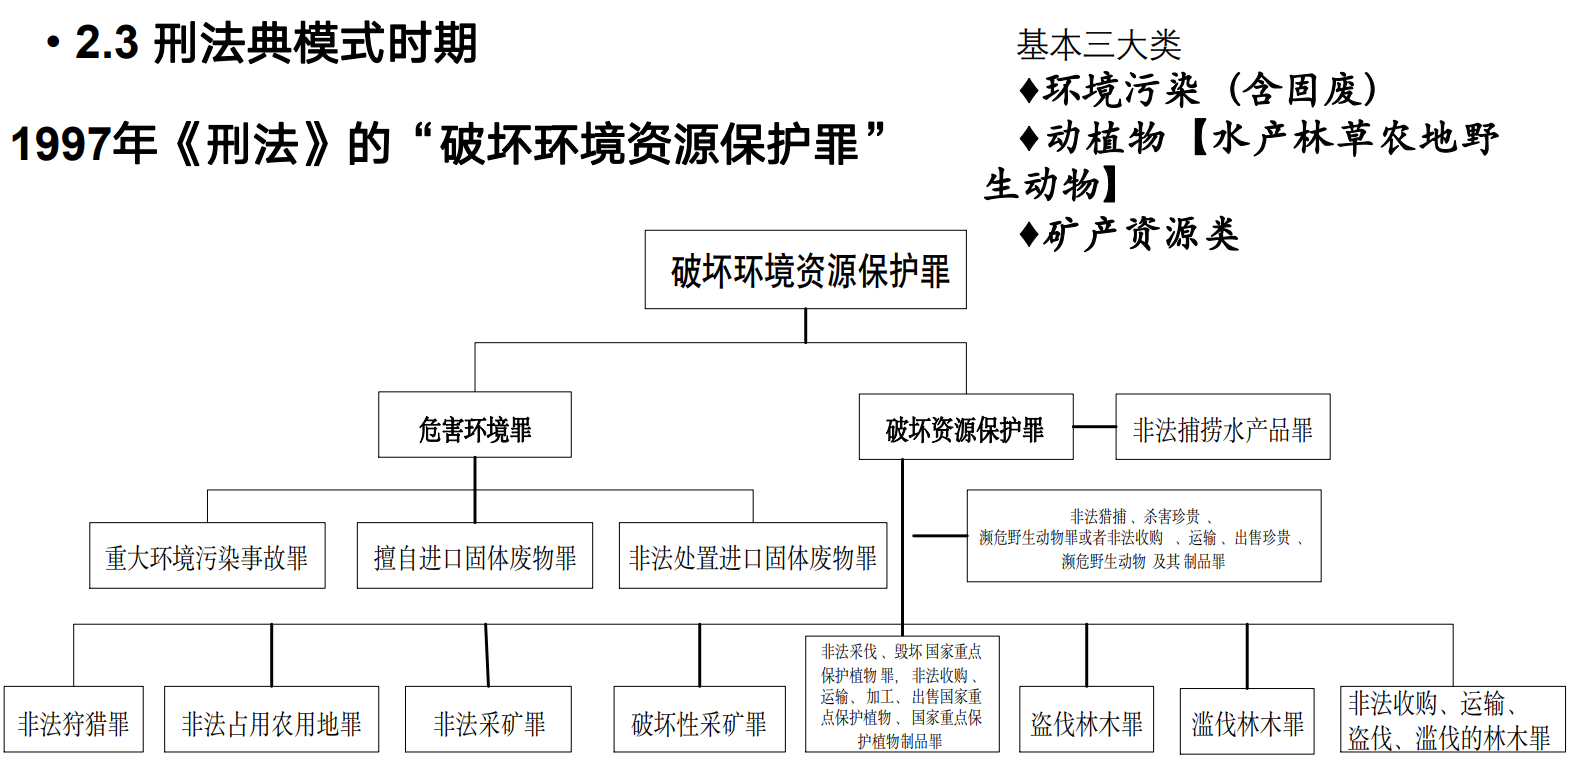 • 2.3 刑法典模式时期
1997年《刑法》的“破坏环境资源保护罪”
基本三大类
♦环境污染（含固废）
♦动植物【水产林草农地野
生动物】
♦矿产资源类
破坏环境资源保护罪
危害环境罪
破坏资源保护罪
非法捕捞水产品罪
非法猎捕、杀害珍贵、
濒危野生动物罪或者非法收购、运输、出售珍贵、
濒危野生动物及其制品罪
重大环境污染事故罪
擅自进口固体废物罪
非法处置进口固体废物罪
非法狩猎罪
非法占用农用地罪
非法采矿罪
破坏性采矿罪
非法采伐、毁坏国家重点
保护植物罪，非法收购、
运输、加工、出售国家重
点保护植物、国家重点保
护植物制品罪
盗伐林木罪
滥伐林木罪
非法收购、运输、
盗伐、滥伐的林木罪